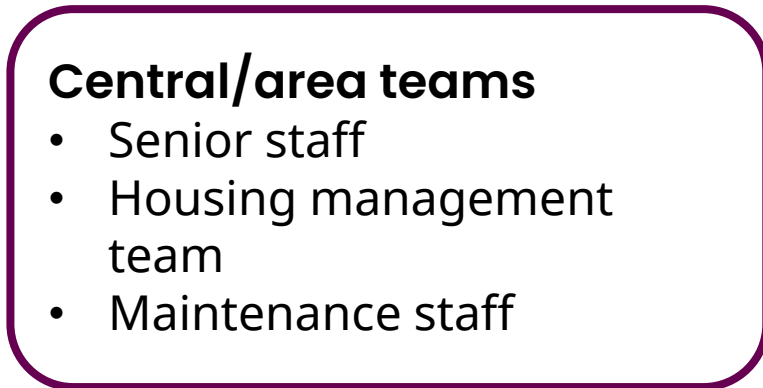 Central/area teams
• Senior staff
• Housing management
team
• Maintenance staff